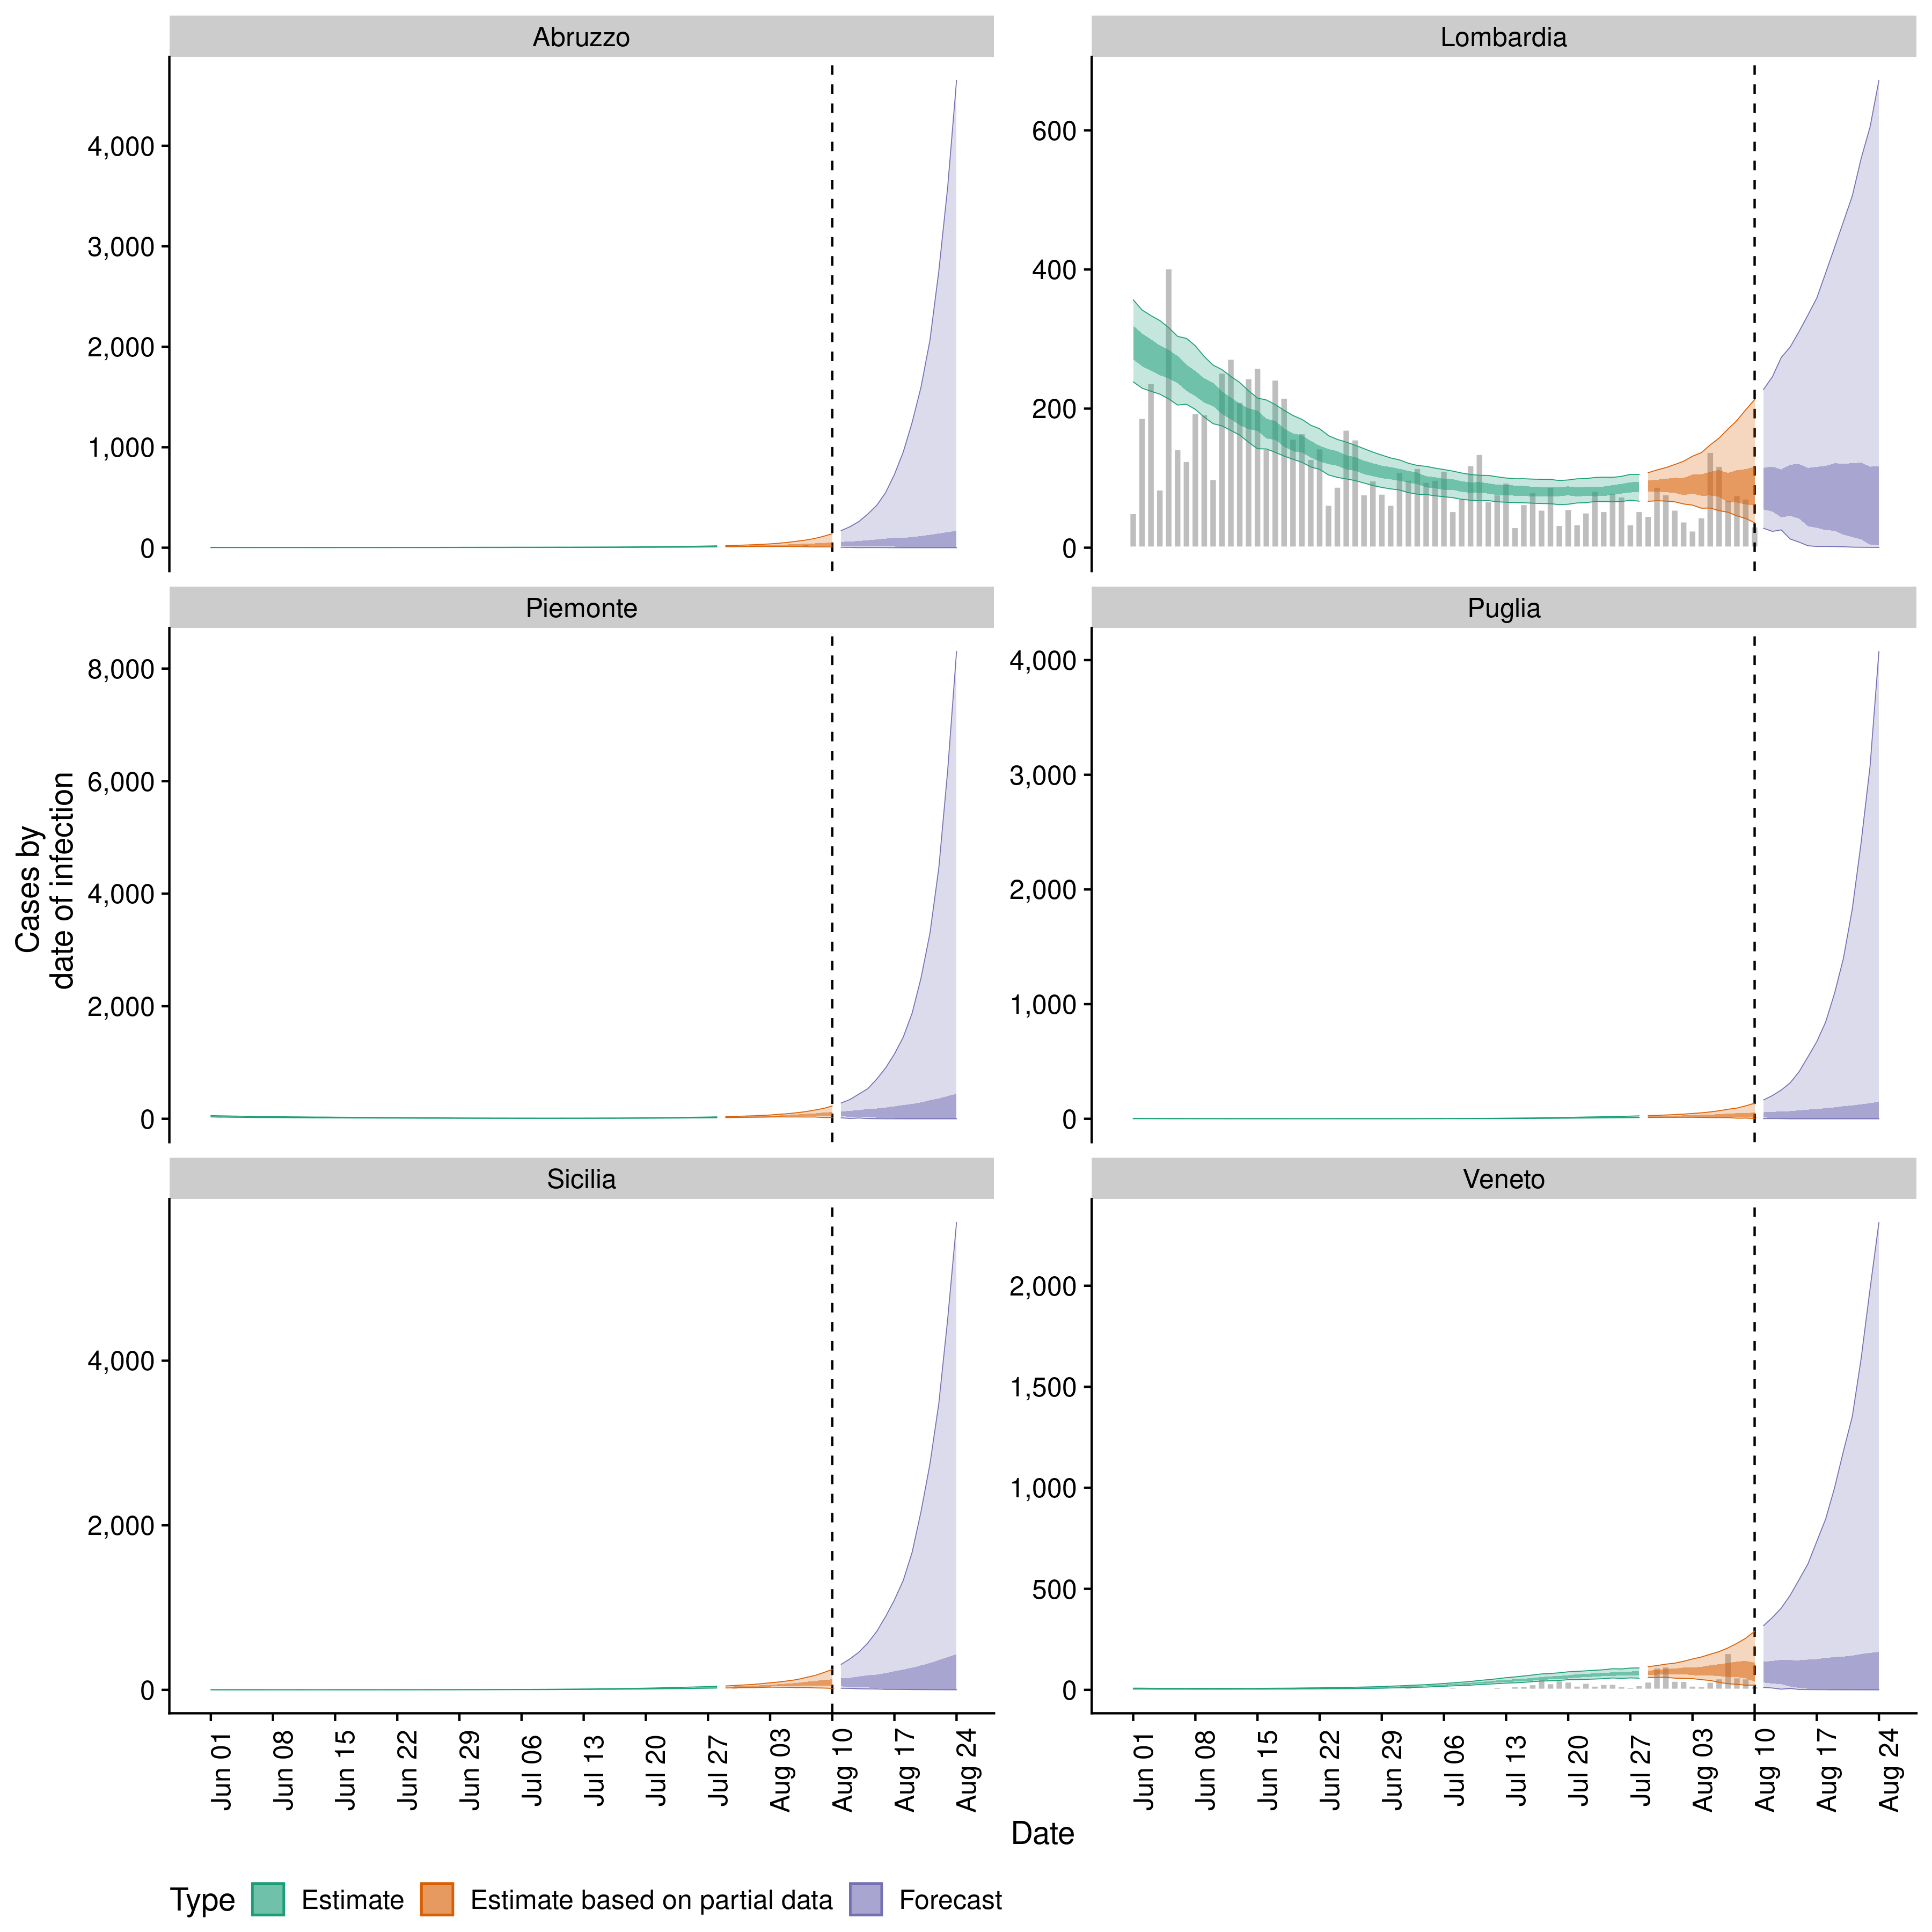 Abruzzo
Lombardia
4,000
3,000
2,000
1,000
0
600
400
200
0
Piemonte
Puglia
8,000
6,000
4,000
2,000
0
4,000
3,000
2,000
1,000
0
Sicilia
Veneto
4,000
2,000
0
2,000
1,500
1,000
500
0
Cases by
date of infection
Jun 01
Jun 08
Jun 15
Jun 22
Jun 29
Jul 06
Jul 13
Jul 20
Jul 27
Aug 03
Aug 10
Aug 17
Aug 24
Jun 01
Jun 08
Jun 15
Jun 22
Jun 29
Jul 06
Jul 13
Jul 20
Jul 27
Aug 03
Aug 10
Aug 17
Aug 24
Date
Type Estimate Estimate based on partial data Forecast